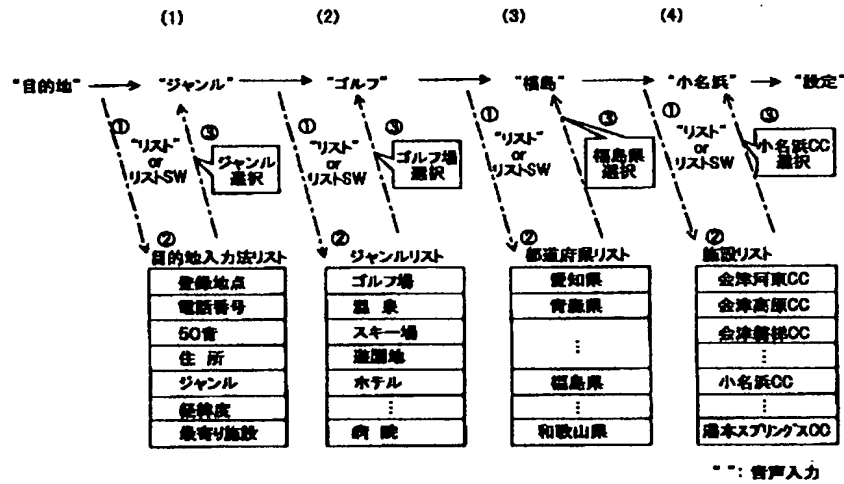 (1) (2) (3) (4)
"目的地" "ジャンル" "ゴルフ" "福島" "小名浜" "設定"
① ③ ① ③ ① ③ ① ③
"リスト" or リストSW
ジャンル 選択
"リスト" or リストSW
ゴルフ場 選択
"リスト" or リストSW
福島県 選択
"リスト" or リストSW
小名浜CC 選択
② ② ② ②
目的地入力法リスト
登録地点
電話番号
50音
住 所
ジャンル
経緯度
最寄り施設
ジャンルリスト
ゴルフ場
温 泉
スキー場
遊園地
ホテル
⋮
病 院
都道府県リスト
愛知県
青森県
⋮
福島県
⋮
和歌山県
施設リスト
会津河東CC
会津高原CC
会津磐梯CC
⋮
小名浜CC
⋮
湯本スプリングスCC
" ": 音声入力